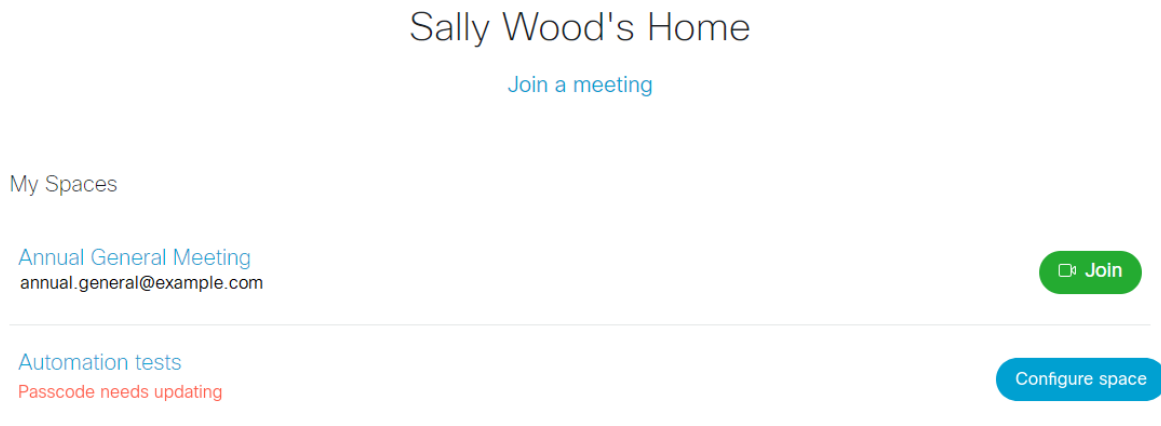 Sally Wood's Home
Join a meeting
My Spaces
Annual General Meeting
annual.general@example.com
Join
Automation tests
Passcode needs updating
Configure space